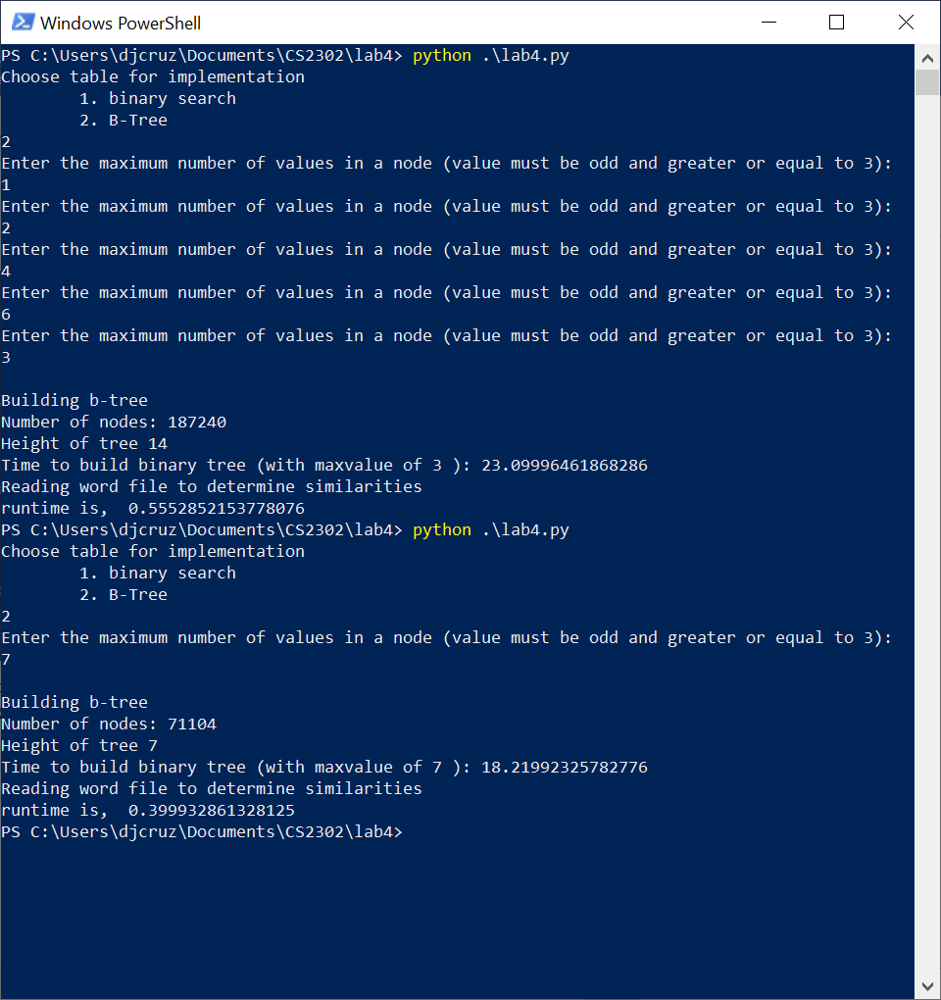 Windows PowerShell
PS C:\Users\djcruz\Documents\CS2302\lab4> python .\lab4.py
Choose table for implementation
        1. binary search
        2. B-Tree
2
Enter the maximum number of values in a node (value must be odd and greater or equal to 3):
1
Enter the maximum number of values in a node (value must be odd and greater or equal to 3):
2
Enter the maximum number of values in a node (value must be odd and greater or equal to 3):
4
Enter the maximum number of values in a node (value must be odd and greater or equal to 3):
6
Enter the maximum number of values in a node (value must be odd and greater or equal to 3):
3

Building b-tree
Number of nodes: 187240
Height of tree 14
Time to build binary tree (with maxvalue of 3 ): 23.09996461868286
Reading word file to determine similarities
runtime is,  0.5552852153778076
PS C:\Users\djcruz\Documents\CS2302\lab4> python .\lab4.py
Choose table for implementation
        1. binary search
        2. B-Tree
2
Enter the maximum number of values in a node (value must be odd and greater or equal to 3):
7

Building b-tree
Number of nodes: 71104
Height of tree 7
Time to build binary tree (with maxvalue of 7 ): 18.21992325782776
Reading word file to determine similarities
runtime is,  0.399932861328125
PS C:\Users\djcruz\Documents\CS2302\lab4>